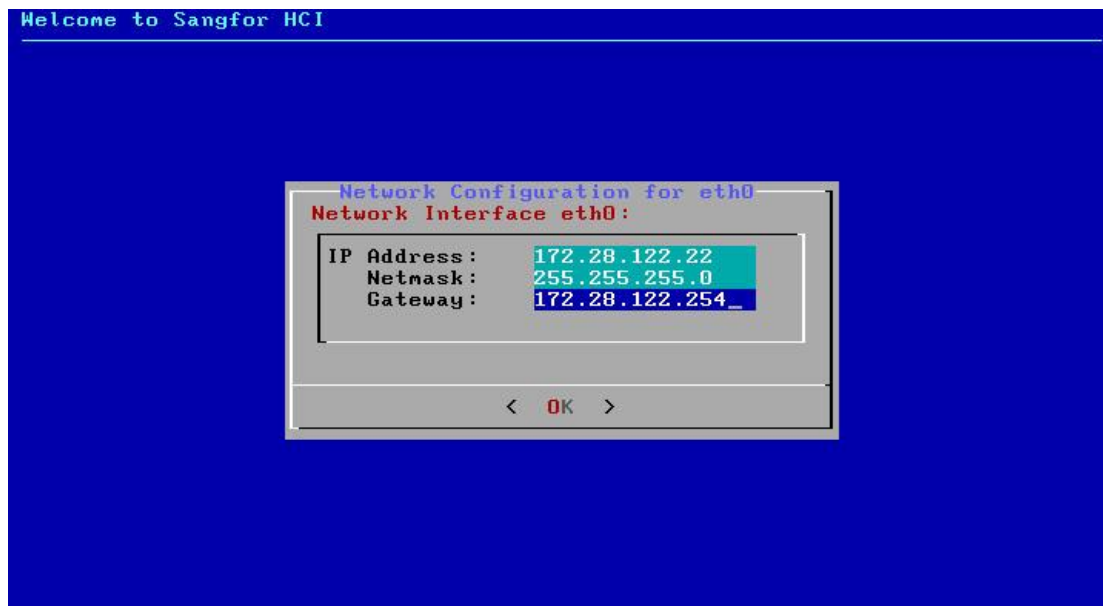 Welcome to Sangfor HCI
Network Configuration for eth0
Network Interface eth0:
IP Address: 172.28.122.22
Netmask: 255.255.255.0
Gateway: 172.28.122.254_
< OK >